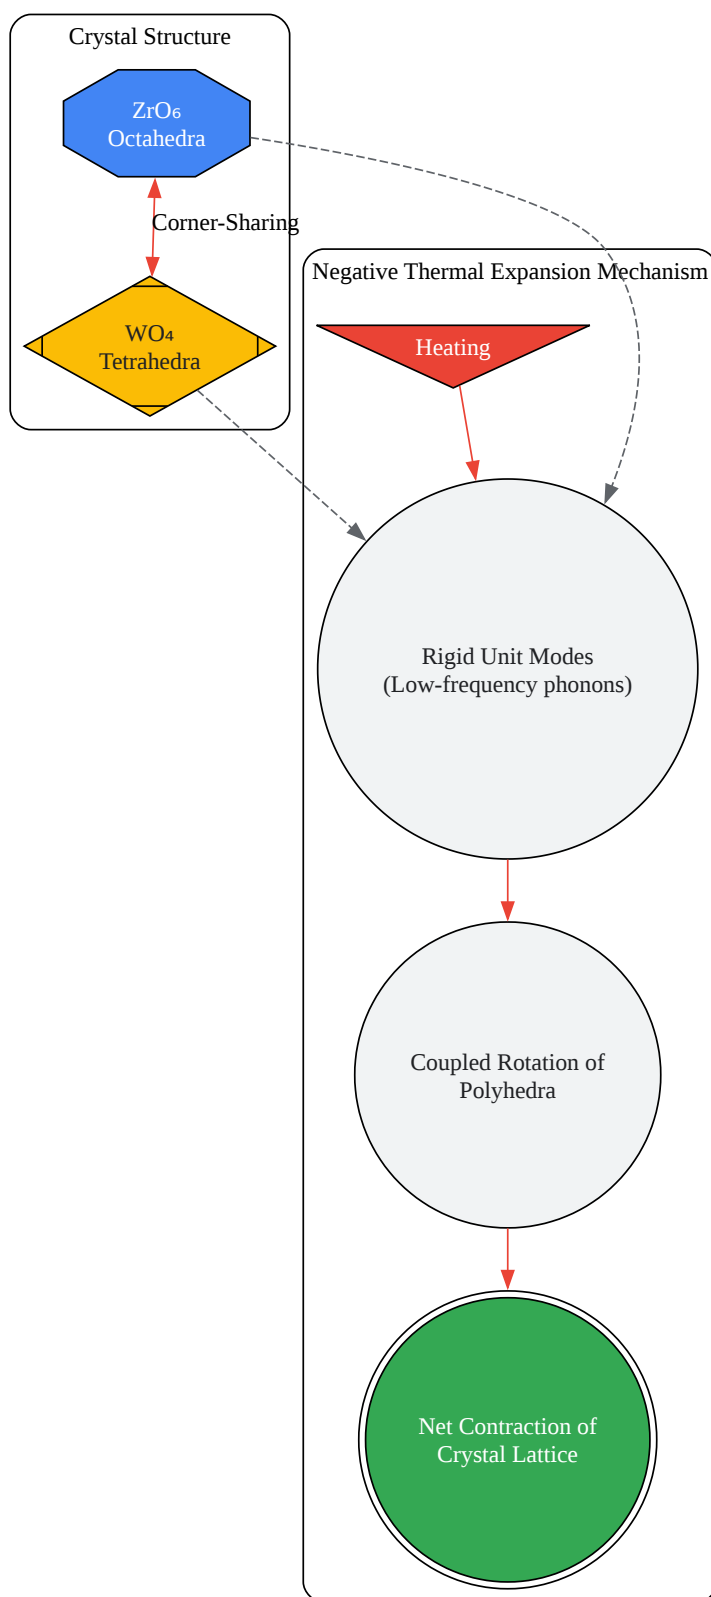 Crystal Structure
ZrO₆
Octahedra
Corner-Sharing
WO₄
Tetrahedra
Negative Thermal Expansion Mechanism
Heating
Rigid Unit Modes
(Low-frequency phonons)
Coupled Rotation of
Polyhedra
Net Contraction of
Crystal Lattice